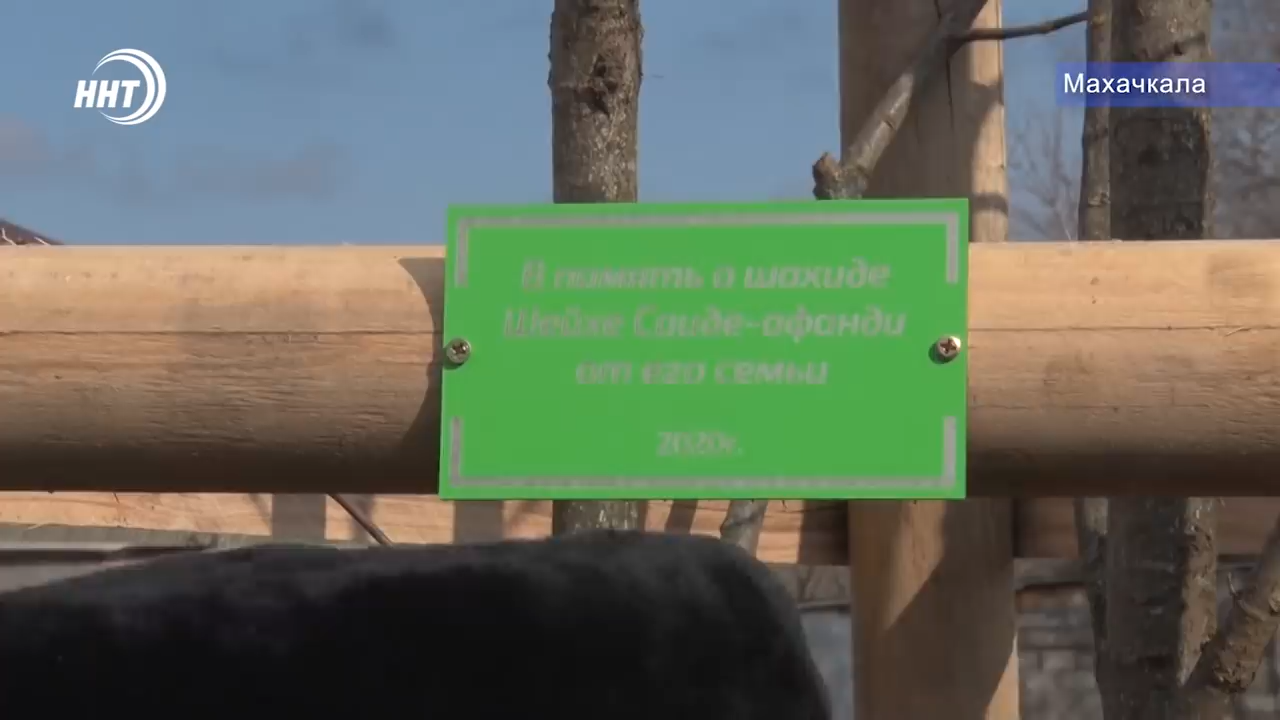 ННТ
Махачкала
В память о шахиде
Шейхе Саиде-афанди
от его семьи
2020г.